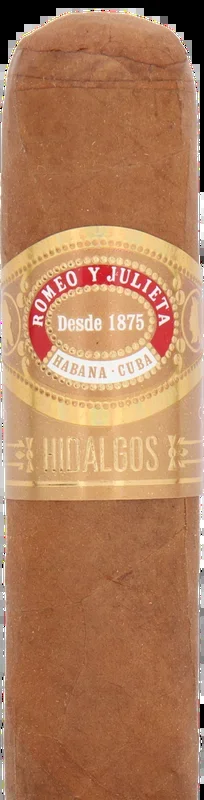 ROMEO Y JULIETA
Desde 1875
HABANA · CUBA
HIDALGOS